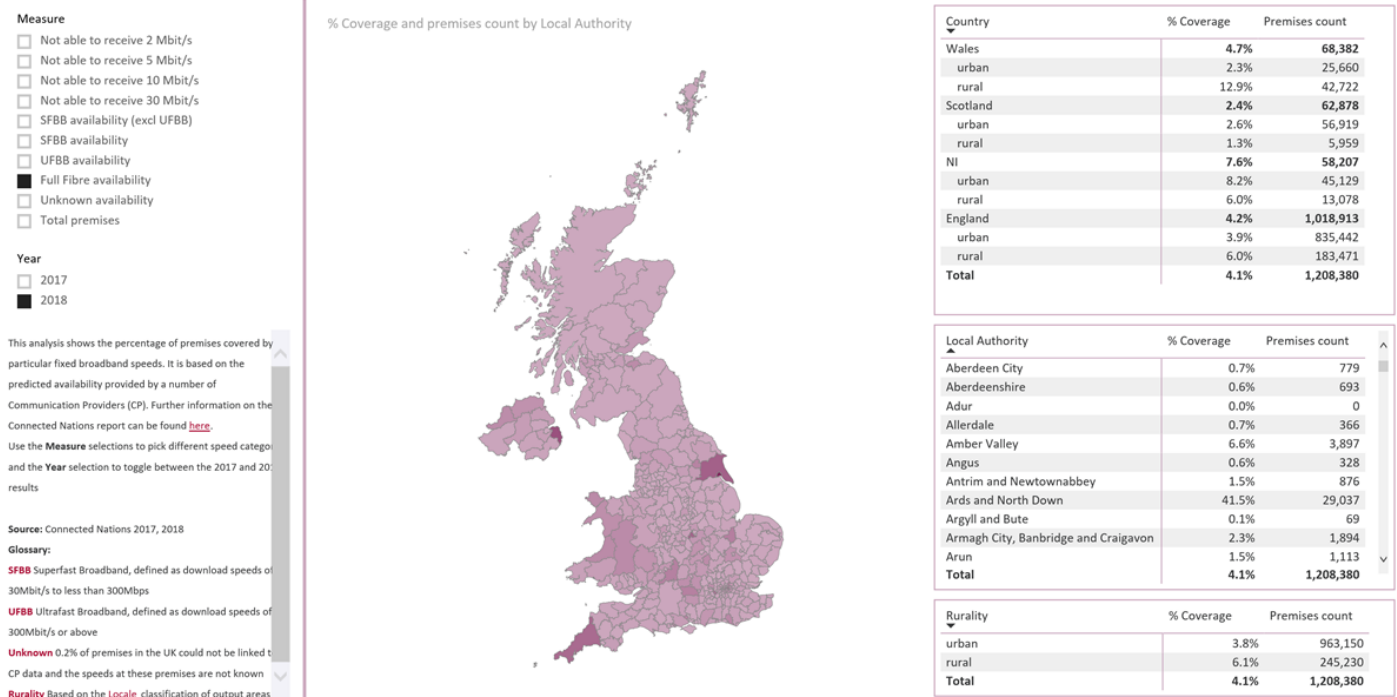 Measure
Not able to receive 2 Mbit/s
Not able to receive 5 Mbit/s
Not able to receive 10 Mbit/s
Not able to receive 30 Mbit/s
SFBB availability (excl UFBB)
SFBB availability
UFBB availability
Full Fibre availability
Unknown availability
Total premises
Year
2017
2018
This analysis shows the percentage of premises covered by
particular fixed broadband speeds. It is based on the
predicted availability provided by a number of
Communication Providers (CP). Further information on the
Connected Nations report can be found here.
Use the Measure selections to pick different speed catego
and the Year selection to toggle between the 2017 and 20
results
Source: Connected Nations 2017, 2018
Glossary:
SFBB Superfast Broadband, defined as download speeds of
30Mbit/s to less than 300Mbps
UFBB Ultrafast Broadband, defined as download speeds of
300Mbit/s or above
Unknown 0.2% of premises in the UK could not be linked t
CP data and the speeds at these premises are not known
Rurality Based on the Locale classification of output areas
% Coverage and premises count by Local Authority
Country % Coverage Premises count
Wales 4.7% 68,382
urban 2.3% 25,660
rural 12.9% 42,722
Scotland 2.4% 62,878
urban 2.6% 56,919
rural 1.3% 5,959
NI 7.6% 58,207
urban 8.2% 45,129
rural 6.0% 13,078
England 4.2% 1,018,913
urban 3.9% 835,442
rural 6.0% 183,471
Total 4.1% 1,208,380
Local Authority % Coverage Premises count
Aberdeen City 0.7% 779
Aberdeenshire 0.6% 693
Adur 0.0% 0
Allerdale 0.7% 366
Amber Valley 6.6% 3,897
Angus 0.6% 328
Antrim and Newtownabbey 1.5% 876
Ards and North Down 41.5% 29,037
Argyll and Bute 0.1% 69
Armagh City, Banbridge and Craigavon 2.3% 1,894
Arun 1.5% 1,113
Total 4.1% 1,208,380
Rurality % Coverage Premises count
urban 3.8% 963,150
rural 6.1% 245,230
Total 4.1% 1,208,380